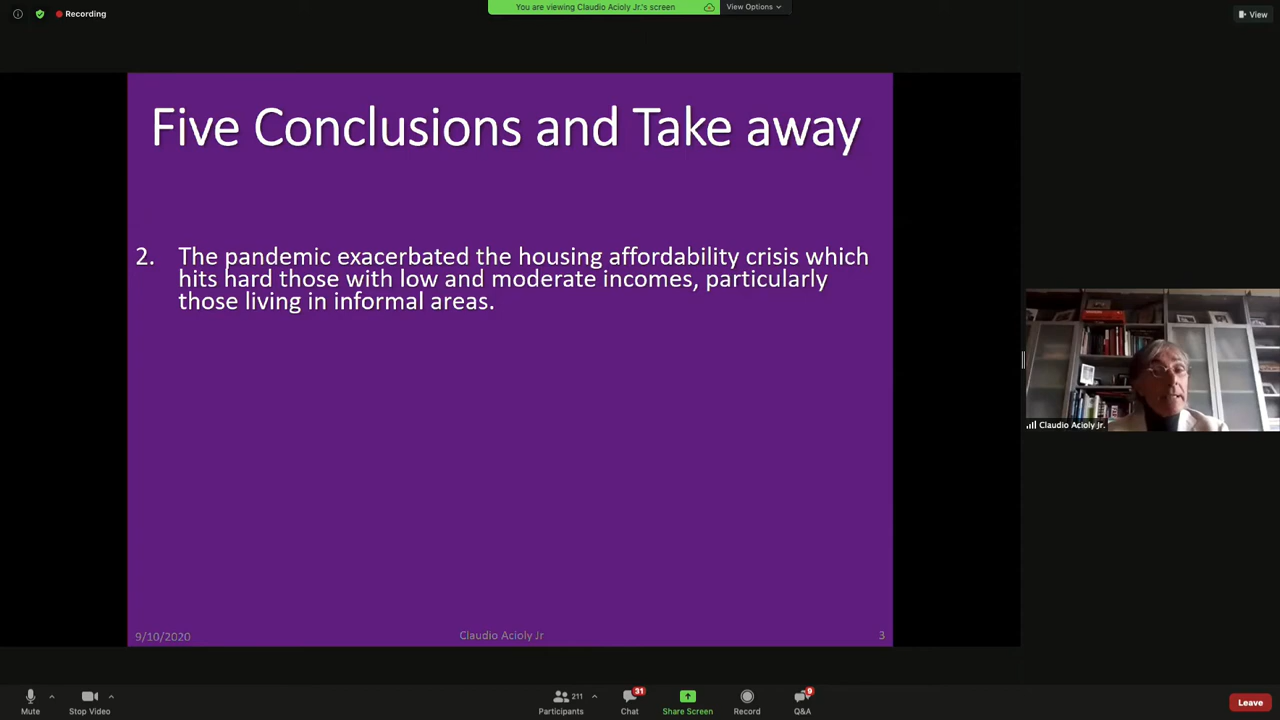 Recording
You are viewing Claudio Acioly Jr.'s screen
View Options
View
Five Conclusions and Take away
2. The pandemic exacerbated the housing affordability crisis which
hits hard those with low and moderate incomes, particularly
those living in informal areas.
Claudio Acioly Jr.
9/10/2020
Claudio Acioly Jr
3
Mute
Stop Video
211
Participants
31
Chat
Share Screen
Record
9
Q&A
Leave